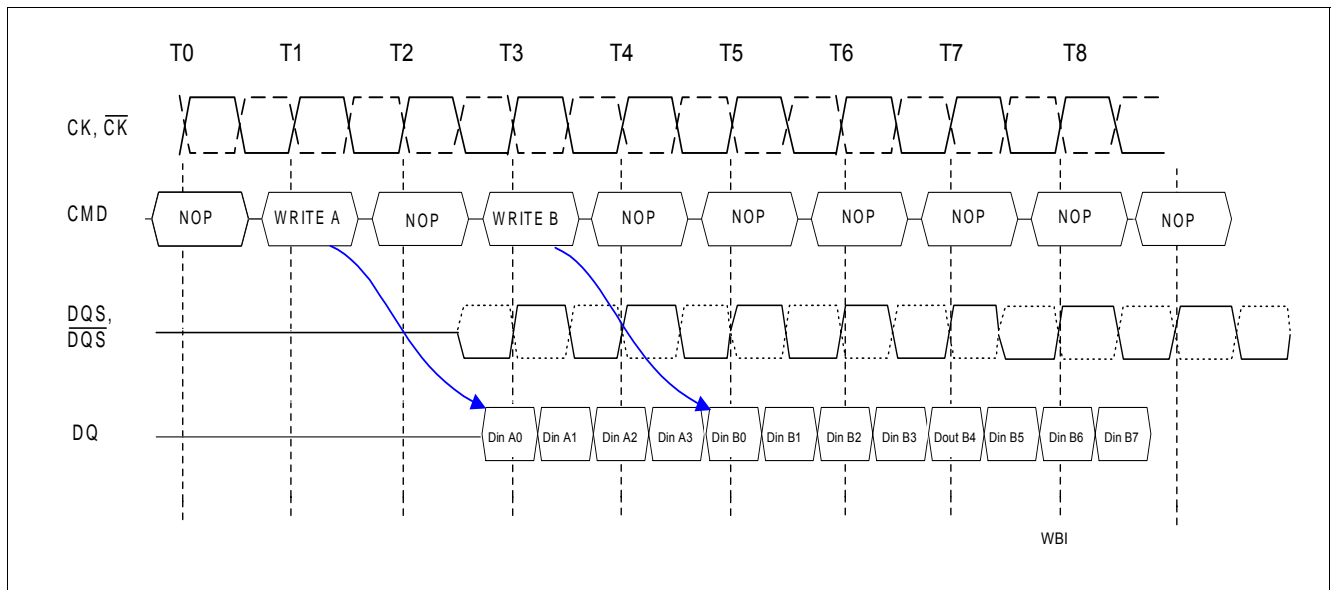 T0 T1 T2 T3 T4 T5 T6 T7 T8
CK, C̅K̅
CMD NOP WRITE A NOP WRITE B NOP NOP NOP NOP NOP NOP
DQS,
D̅Q̅S̅
DQ Din A0 Din A1 Din A2 Din A3 Din B0 Din B1 Din B2 Din B3 Dout B4 Din B5 Din B6 Din B7
WBI